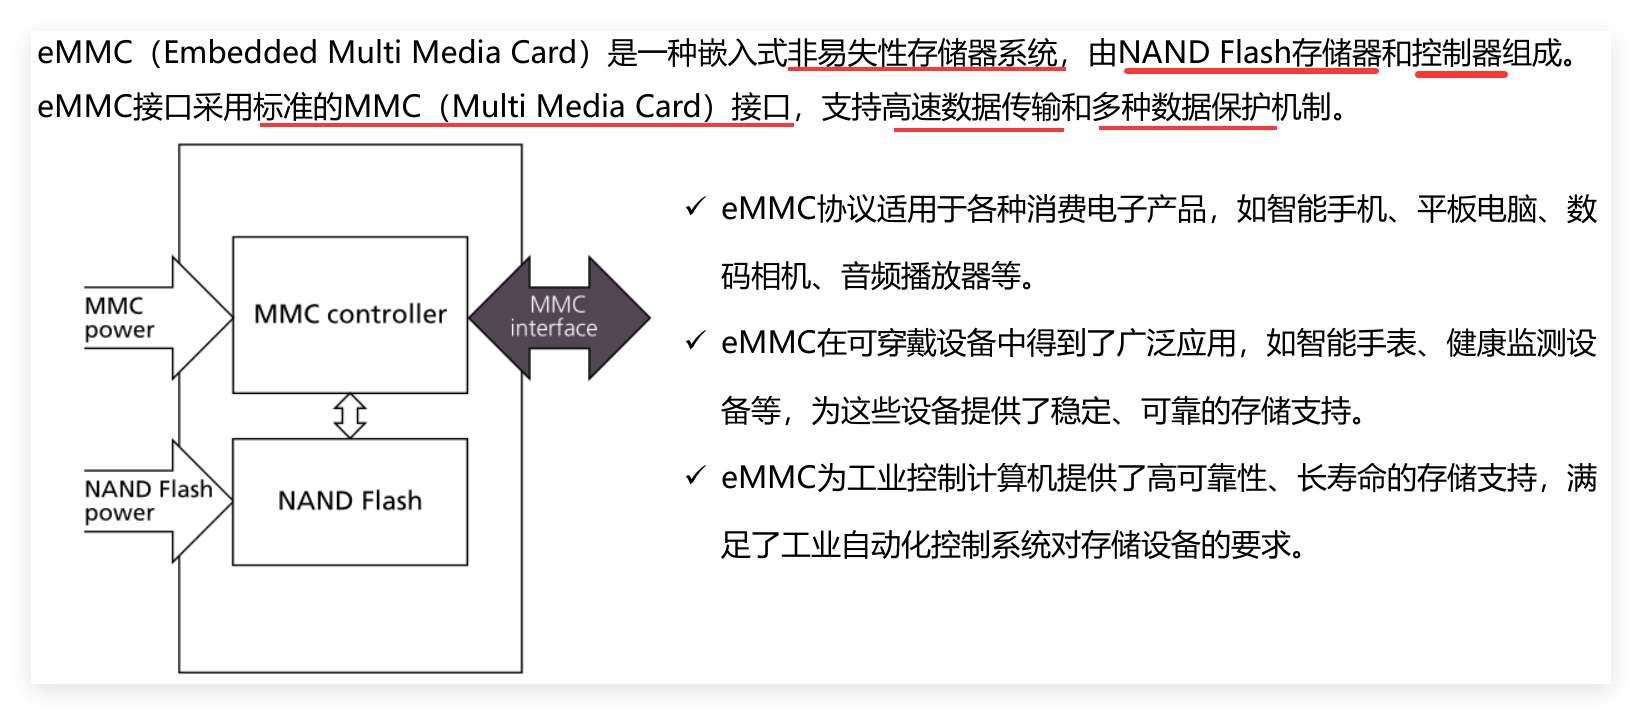 eMMC（Embedded Multi Media Card）是一种嵌入式非易失性存储器系统，由NAND Flash存储器和控制器组成。
eMMC接口采用标准的MMC（Multi Media Card）接口，支持高速数据传输和多种数据保护机制。
MMC
power
MMC controller
MMC
interface
NAND Flash
power
NAND Flash
✓ eMMC协议适用于各种消费电子产品，如智能手机、平板电脑、数
码相机、音频播放器等。
✓ eMMC在可穿戴设备中得到了广泛应用，如智能手表、健康监测设
备等，为这些设备提供了稳定、可靠的存储支持。
✓ eMMC为工业控制计算机提供了高可靠性、长寿命的存储支持，满
足了工业自动化控制系统对存储设备的要求。